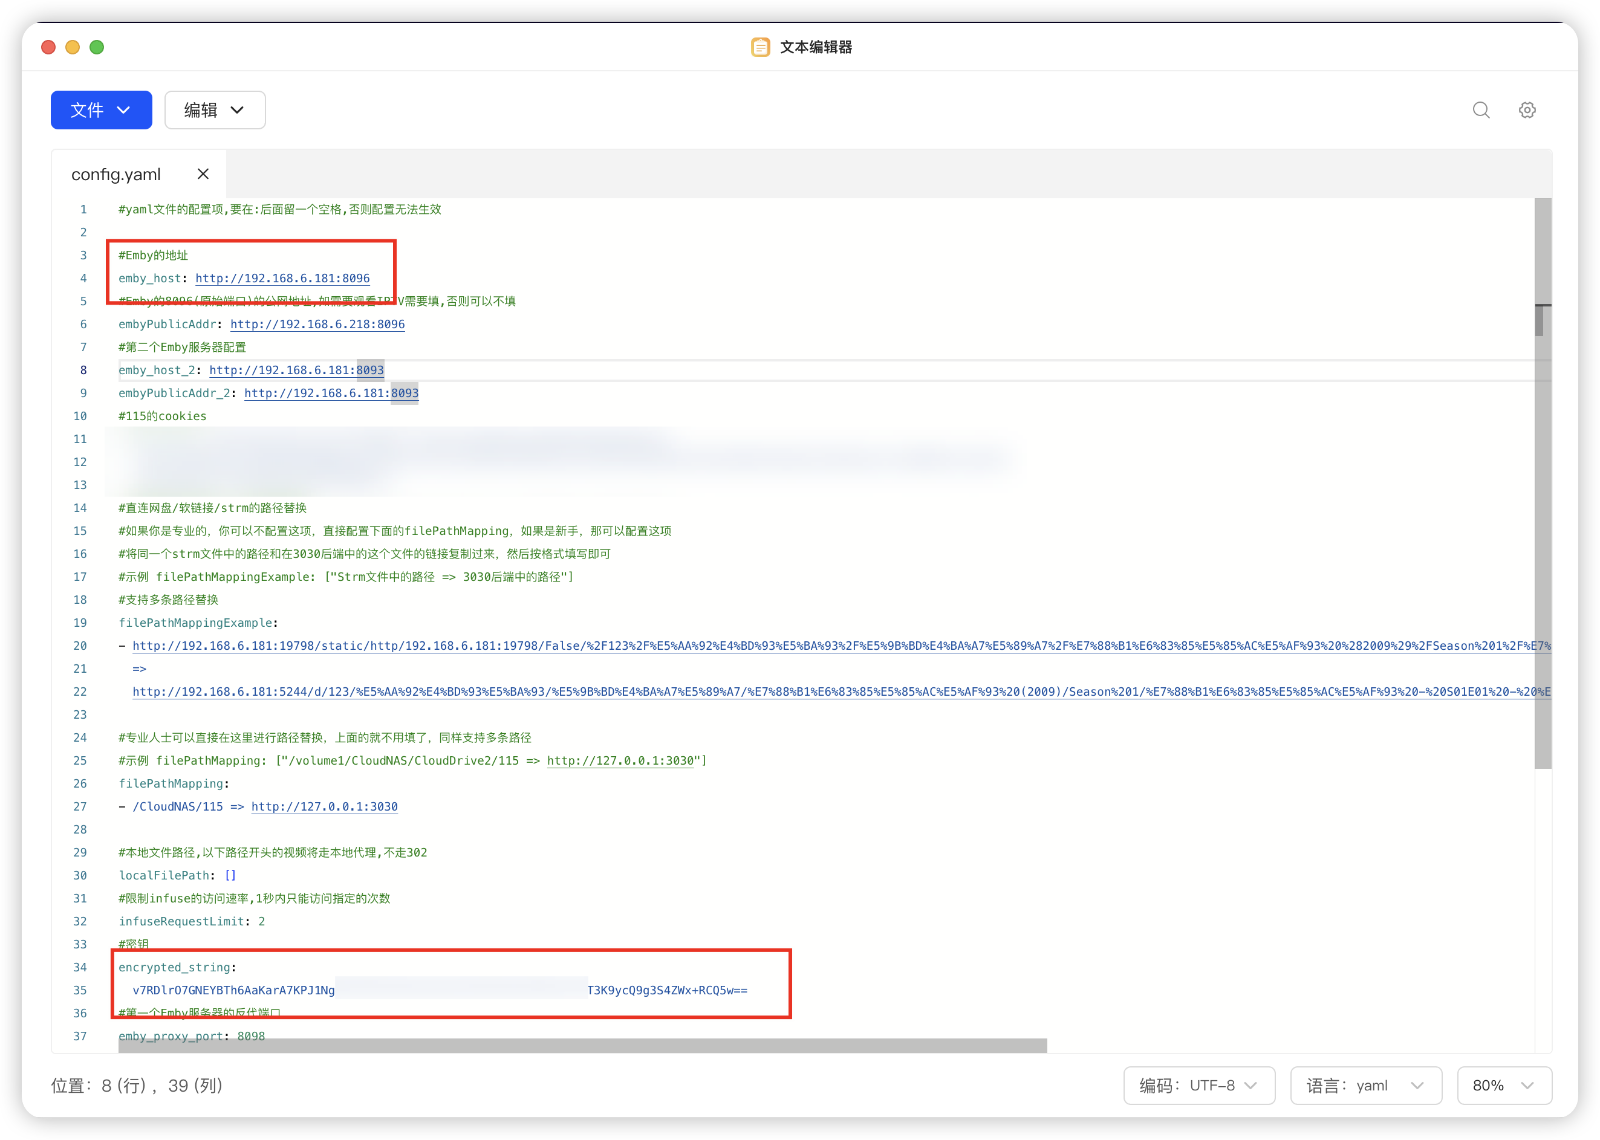 文本编辑器
文件
编辑
config.yaml
1 #yaml文件的配置项,要在:后面留一个空格,否则配置无法生效
2
3 #Emby的地址
4 emby_host: http://192.168.6.181:8096
5 #Emby的8096(原始端口)的公网地址,如需要观看IPTV需要填,否则可以不填
6 embyPublicAddr: http://192.168.6.218:8096
7 #第二个Emby服务器配置
8 emby_host_2: http://192.168.6.181:8093
9 embyPublicAddr_2: http://192.168.6.181:8093
10 #115的cookies
11
12
13
14 #直连网盘/软链接/strm的路径替换
15 #如果你是专业的, 你可以不配置这项, 直接配置下面的filePathMapping, 如果是新手, 那可以配置这项
16 #将同一个strm文件中的路径和在3030后端中的这个文件的链接复制过来, 然后按格式填写即可
17 #示例 filePathMappingExample: ["Strm文件中的路径 => 3030后端中的路径"]
18 #支持多条路径替换
19 filePathMappingExample:
20 - http://192.168.6.181:19798/static/http/192.168.6.181:19798/False/%2F123%2F%E5%AA%92%E4%BD%93%E5%BA%93%2F%E5%9B%BD%E4%BA%A7%E5%89%A7%2F%E7%88%B1%E6%83%85%E5%85%AC%E5%AF%93%20%282009%29%2FSeason%201%2F%E7%
21 =>
22 http://192.168.6.181:5244/d/123/%E5%AA%92%E4%BD%93%E5%BA%93/%E5%9B%BD%E4%BA%A7%E5%89%A7/%E7%88%B1%E6%83%85%E5%85%AC%E5%AF%93%20(2009)/Season%201/%E7%88%B1%E6%83%85%E5%85%AC%E5%AF%93%20-%20S01E01%20-%20%E
23
24 #专业人士可以直接在这里进行路径替换, 上面的就不用填了, 同样支持多条路径
25 #示例 filePathMapping: ["/volume1/CloudNAS/CloudDrive2/115 => http://127.0.0.1:3030"]
26 filePathMapping:
27 - /CloudNAS/115 => http://127.0.0.1:3030
28
29 #本地文件路径,以下路径开头的视频将走本地代理,不走302
30 localFilePath: []
31 #限制infuse的访问速率,1秒内只能访问指定的次数
32 infuseRequestLimit: 2
33 #密钥
34 encrypted_string:
35 v7RDlrO7GNEYBTh6AaKarA7KPJ1Ng T3K9ycQ9g3S4ZWx+RCQ5w==
36 #第一个Emby服务器的反代端口
37 emby_proxy_port: 8098
位置: 8 (行) , 39 (列)
编码: UTF-8
语言: yaml
80%